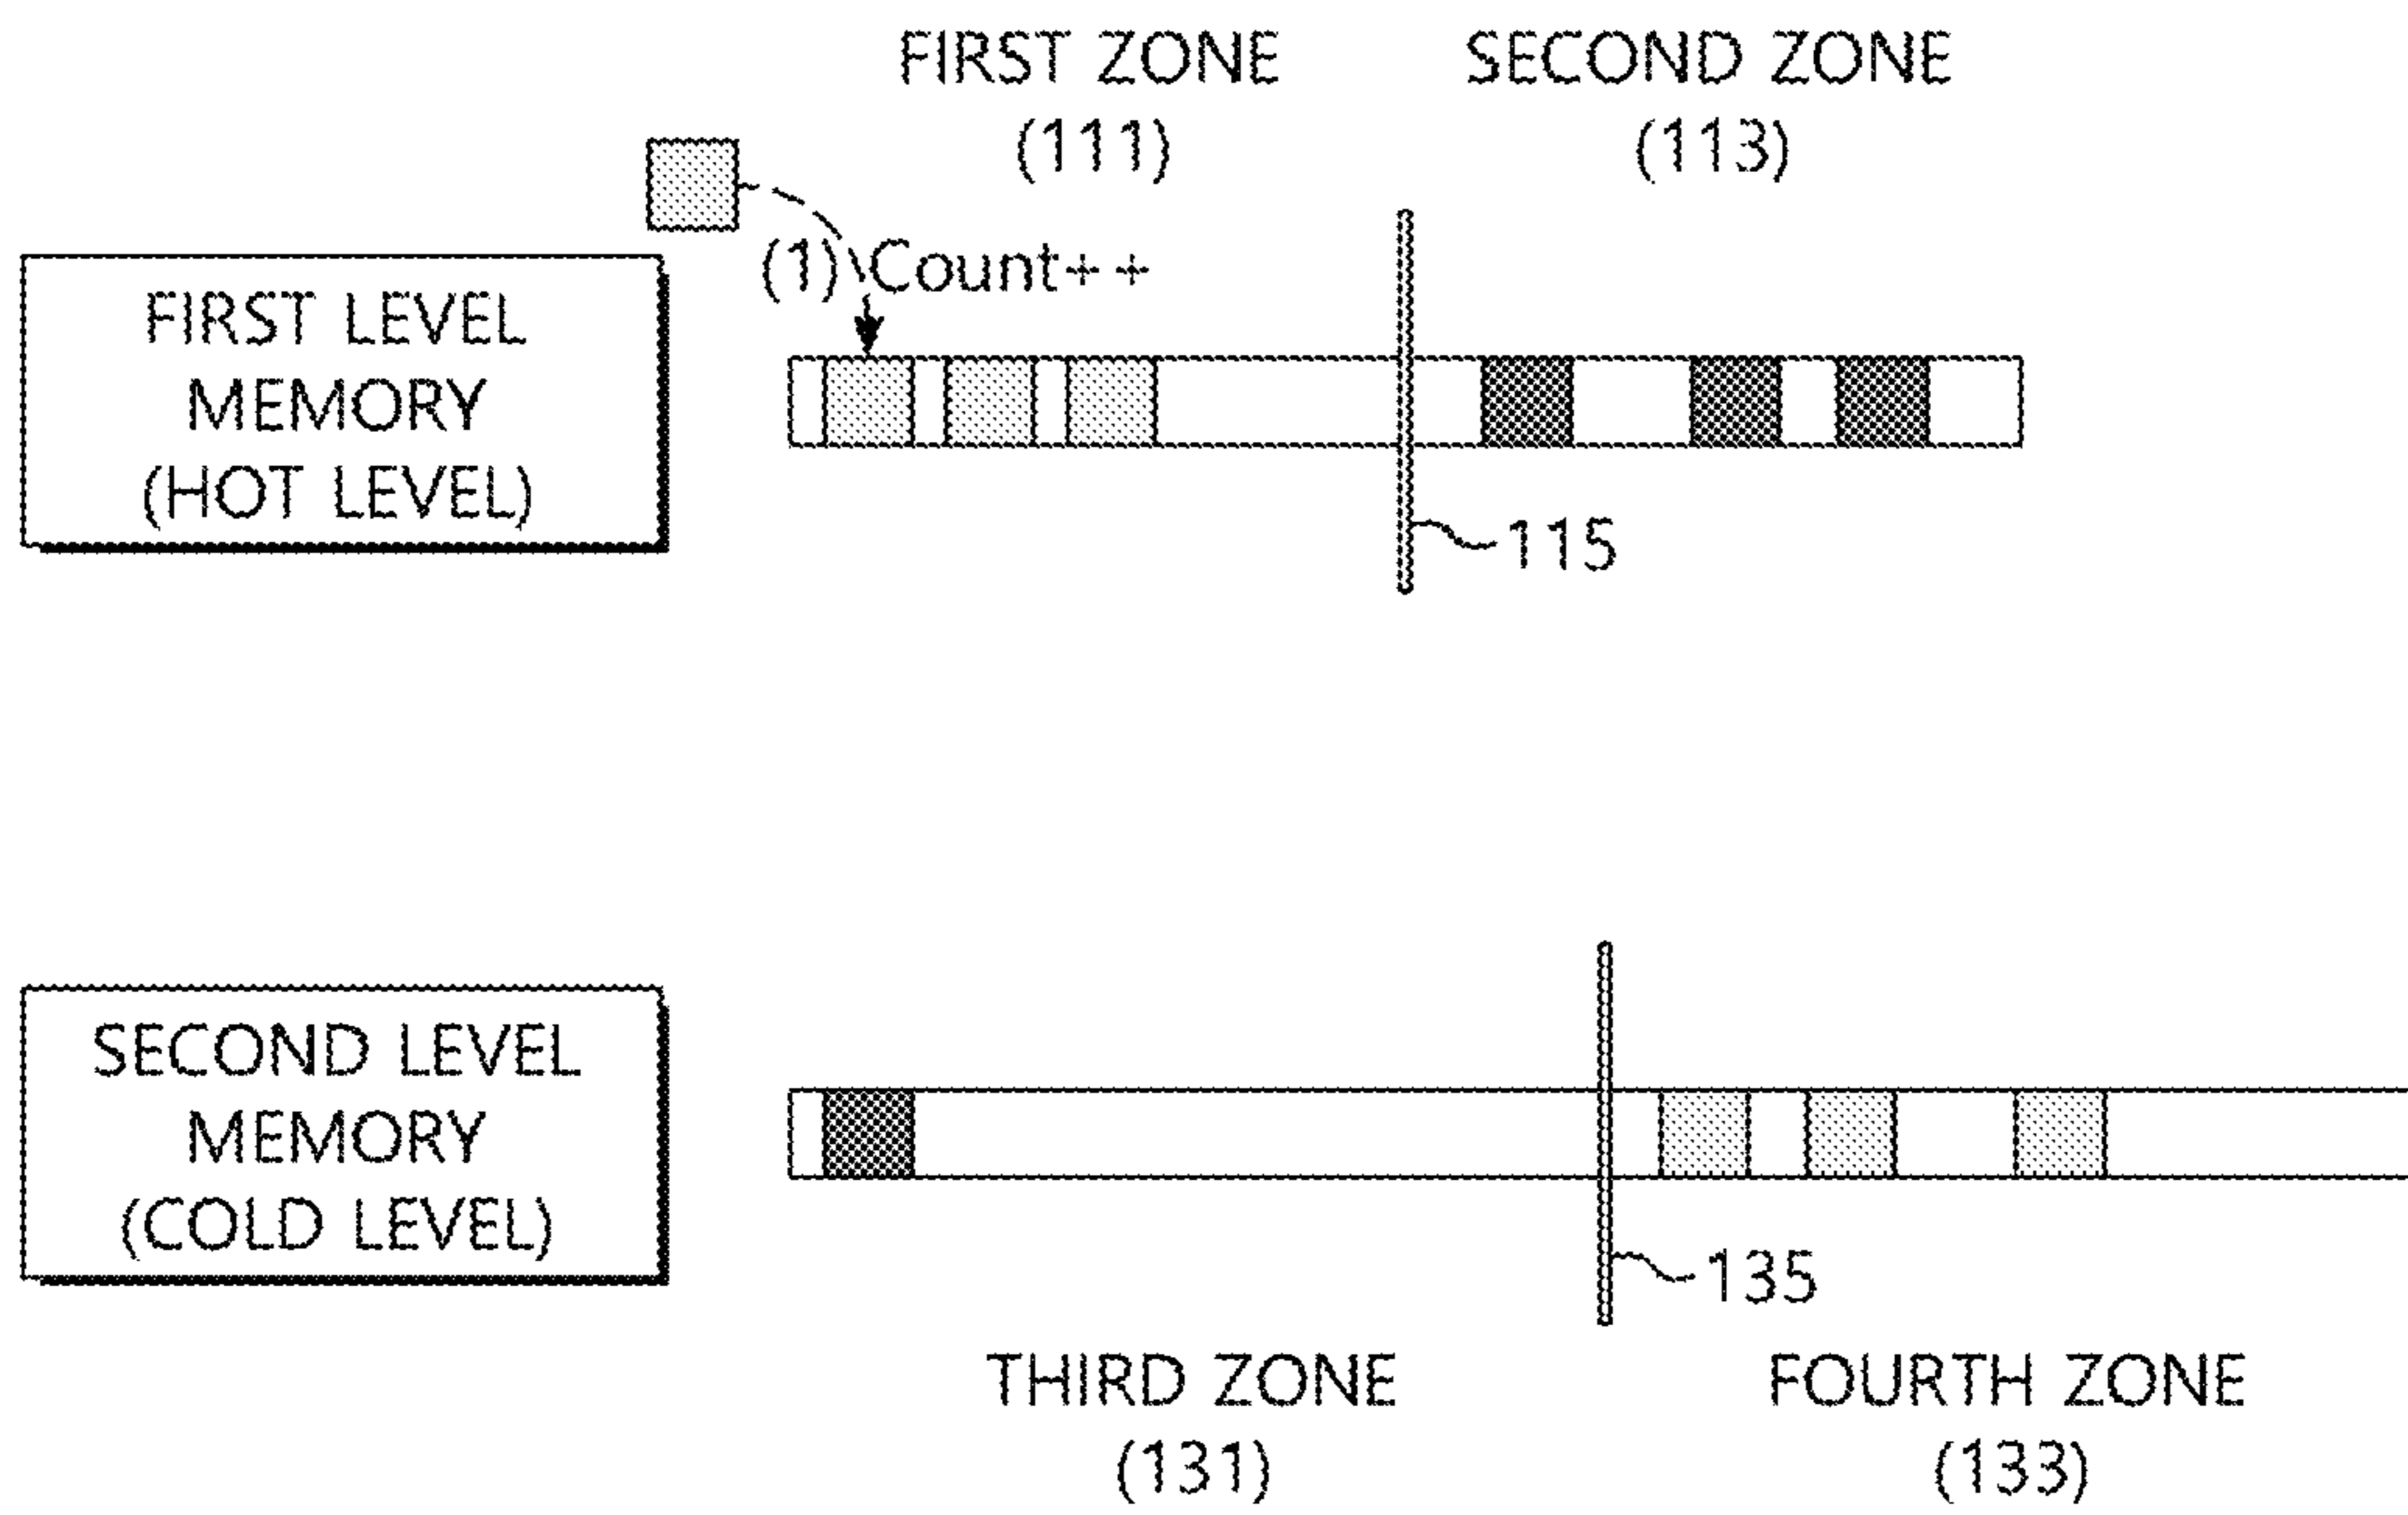 FIRST ZONE
(111)
SECOND ZONE
(113)
(1) Count++
FIRST LEVEL
MEMORY
(HOT LEVEL)
115
SECOND LEVEL
MEMORY
(COLD LEVEL)
135
THIRD ZONE
(131)
FOURTH ZONE
(133)